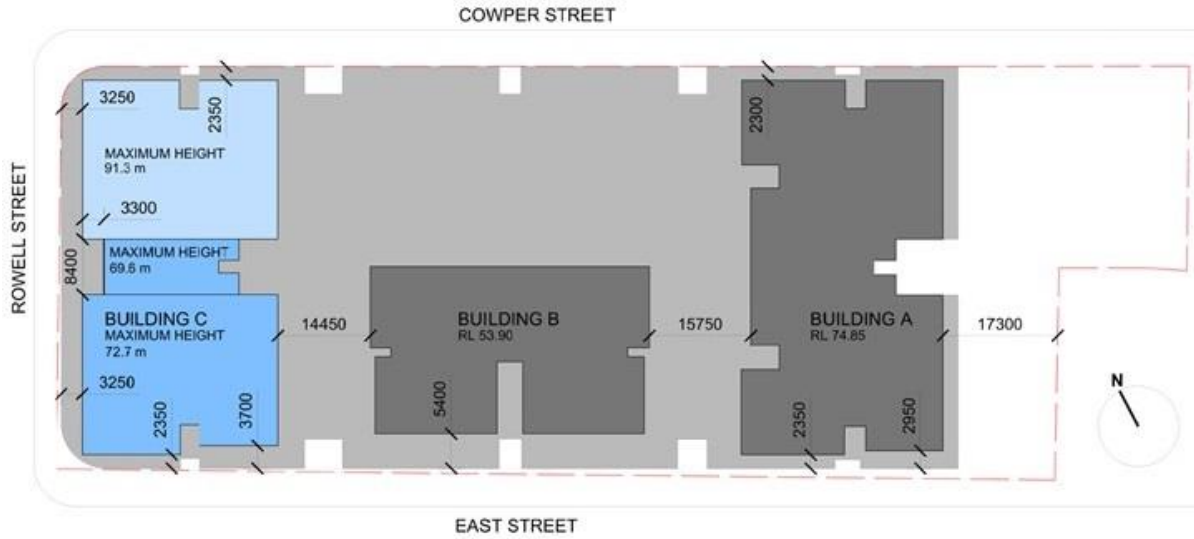 COWPER STREET
ROWELL STREET
3250
2350
2300
MAXIMUM HEIGHT
91.3 m
3300
8400
MAXIMUM HEIGHT
69.6 m
BUILDING C
MAXIMUM HEIGHT
72.7 m
14450
BUILDING B
RL 53.90
15750
BUILDING A
RL 74.85
17300
3250
2350
3700
5400
2350
2950
N
EAST STREET